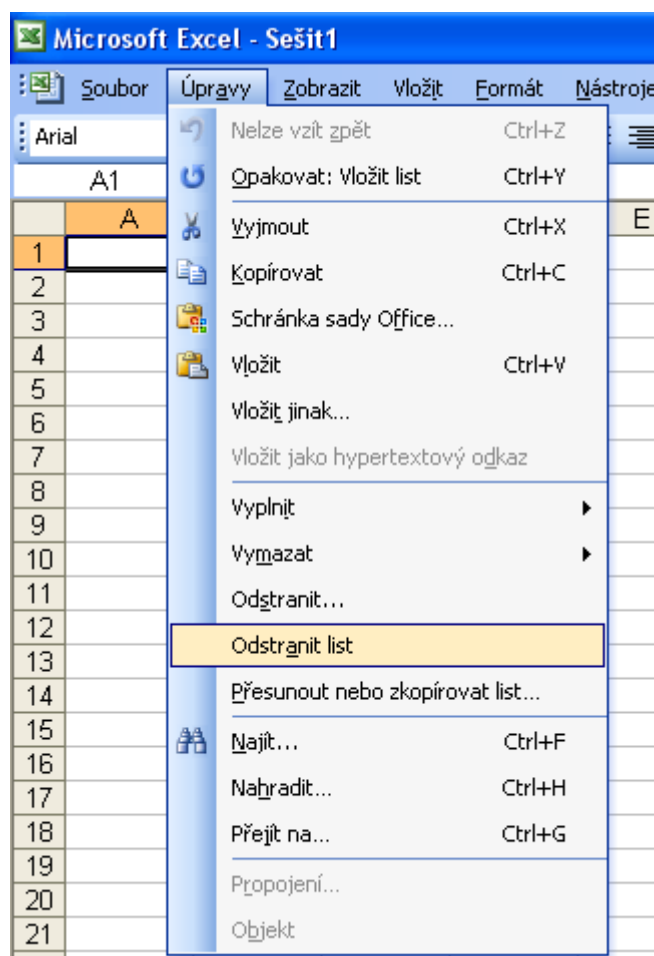 Microsoft Excel - Sešit1
Soubor Úpravy Zobrazit Vložit Formát Nástroje
Arial
A1
A E
Nelze vzít zpět Ctrl+Z
Opakovat: Vložit list Ctrl+Y
Vyjmout Ctrl+X
Kopírovat Ctrl+C
Schránka sady Office...
Vložit Ctrl+V
Vložit jinak...
Vložit jako hypertextový odkaz
Vyplnit
Vymazat
Odstranit...
Odstranit list
Přesunout nebo zkopírovat list...
Najít... Ctrl+F
Nahradit... Ctrl+H
Přejít na... Ctrl+G
Propojení...
Objekt
1
2
3
4
5
6
7
8
9
10
11
12
13
14
15
16
17
18
19
20
21